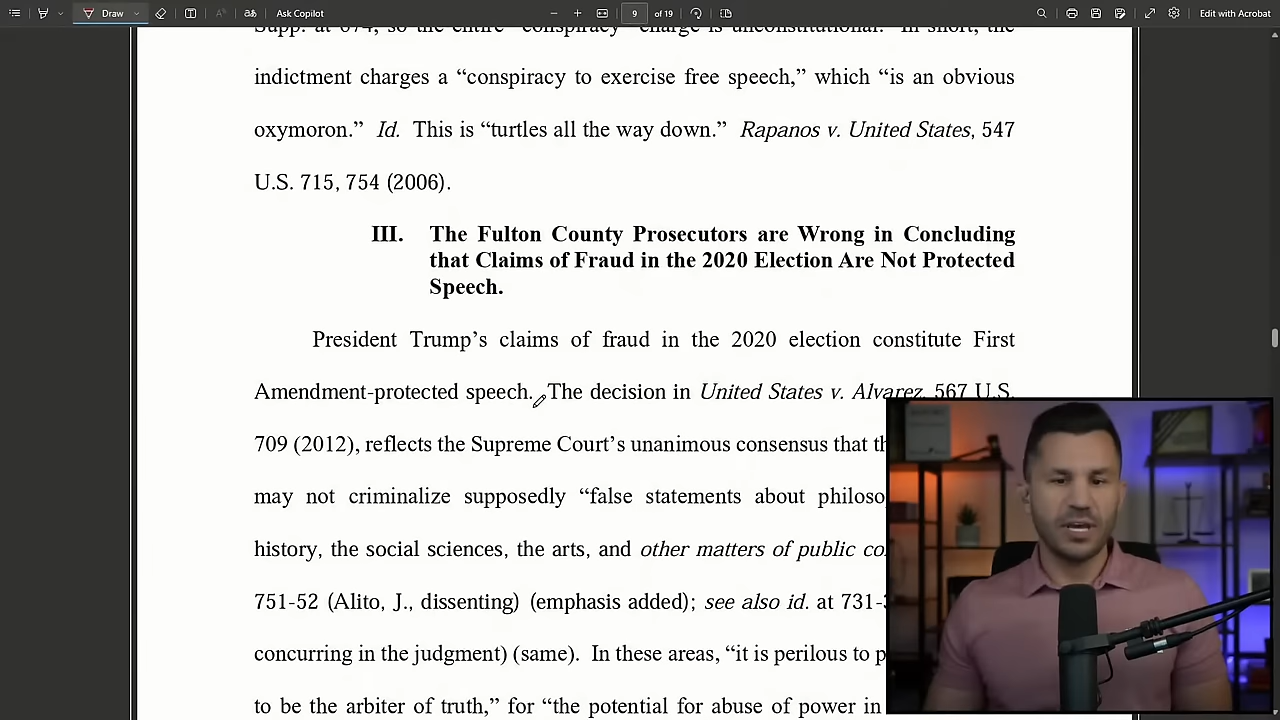 Draw
Ask Copilot
9 of 19
Edit with Acrobat
Supp. at 674, so the entire “conspiracy” charge is unconstitutional. In short, the
indictment charges a “conspiracy to exercise free speech,” which “is an obvious
oxymoron.” Id. This is “turtles all the way down.” Rapanos v. United States, 547
U.S. 715, 754 (2006).
III. The Fulton County Prosecutors are Wrong in Concluding
that Claims of Fraud in the 2020 Election Are Not Protected
Speech.
President Trump’s claims of fraud in the 2020 election constitute First
Amendment-protected speech. The decision in United States v. Alvarez, 567 U.S.
709 (2012), reflects the Supreme Court’s unanimous consensus that th
may not criminalize supposedly “false statements about philoso
history, the social sciences, the arts, and other matters of public co
751-52 (Alito, J., dissenting) (emphasis added); see also id. at 731-3
concurring in the judgment) (same). In these areas, “it is perilous to p
to be the arbiter of truth,” for “the potential for abuse of power in